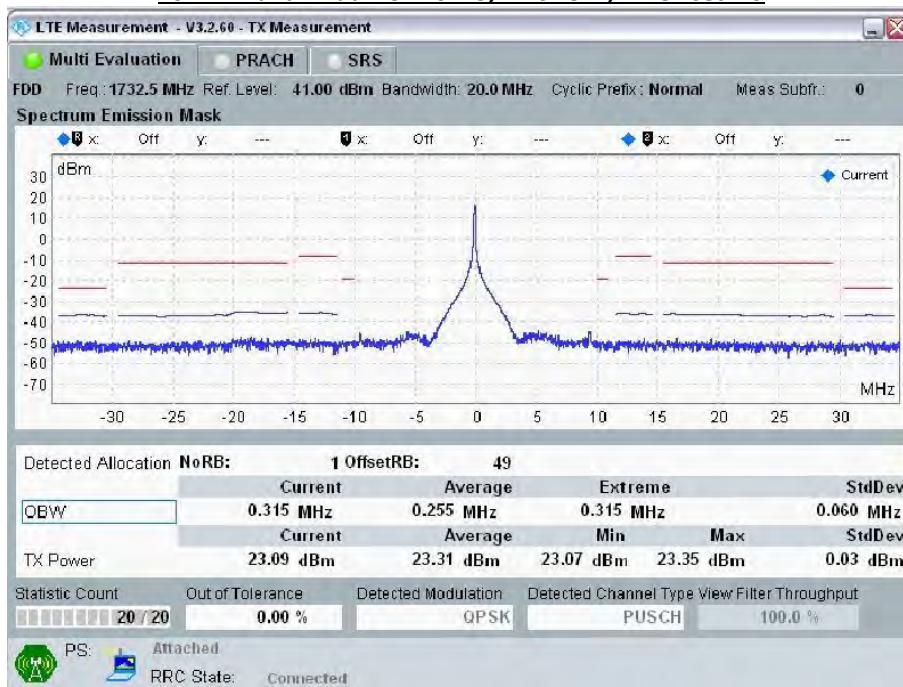 LTE Measurement - V3.2.60 - TX Measurement
Multi Evaluation PRACH SRS
FDD Freq.: 1732.5 MHz Ref. Level: 41.00 dBm Bandwidth: 20.0 MHz Cyclic Prefix: Normal Meas Subfr.: 0
Spectrum Emission Mask
R x: Off y: --- 1 x: Off y: --- 2 x: Off y: ---
dBm
Current
30
20
10
0
-10
-20
-30
-40
-50
-60
-70
MHz
-30 -25 -20 -15 -10 -5 0 5 10 15 20 25 30
Detected Allocation NoRB: 1 OffsetRB: 49
Current Average Extreme StdDev
OBW 0.315 MHz 0.255 MHz 0.315 MHz 0.060 MHz
Current Average Min Max StdDev
TX Power 23.09 dBm 23.31 dBm 23.07 dBm 23.35 dBm 0.03 dBm
Statistic Count Out of Tolerance Detected Modulation Detected Channel Type View Filter Throughput
20 / 20 0.00 % QPSK PUSCH 100.0 %
PS: Attached
RRC State: Connected